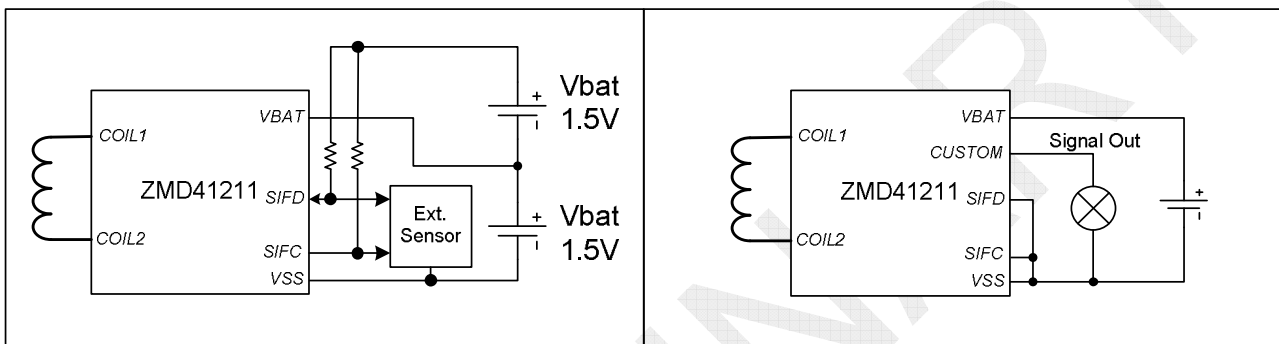 COIL1
COIL2
ZMD41211
VBAT
SIFD
SIFC
VSS
Ext.
Sensor
+
Vbat
1.5V
+
Vbat
1.5V
COIL1
COIL2
ZMD41211
VBAT
CUSTOM
SIFD
SIFC
VSS
Signal Out
+